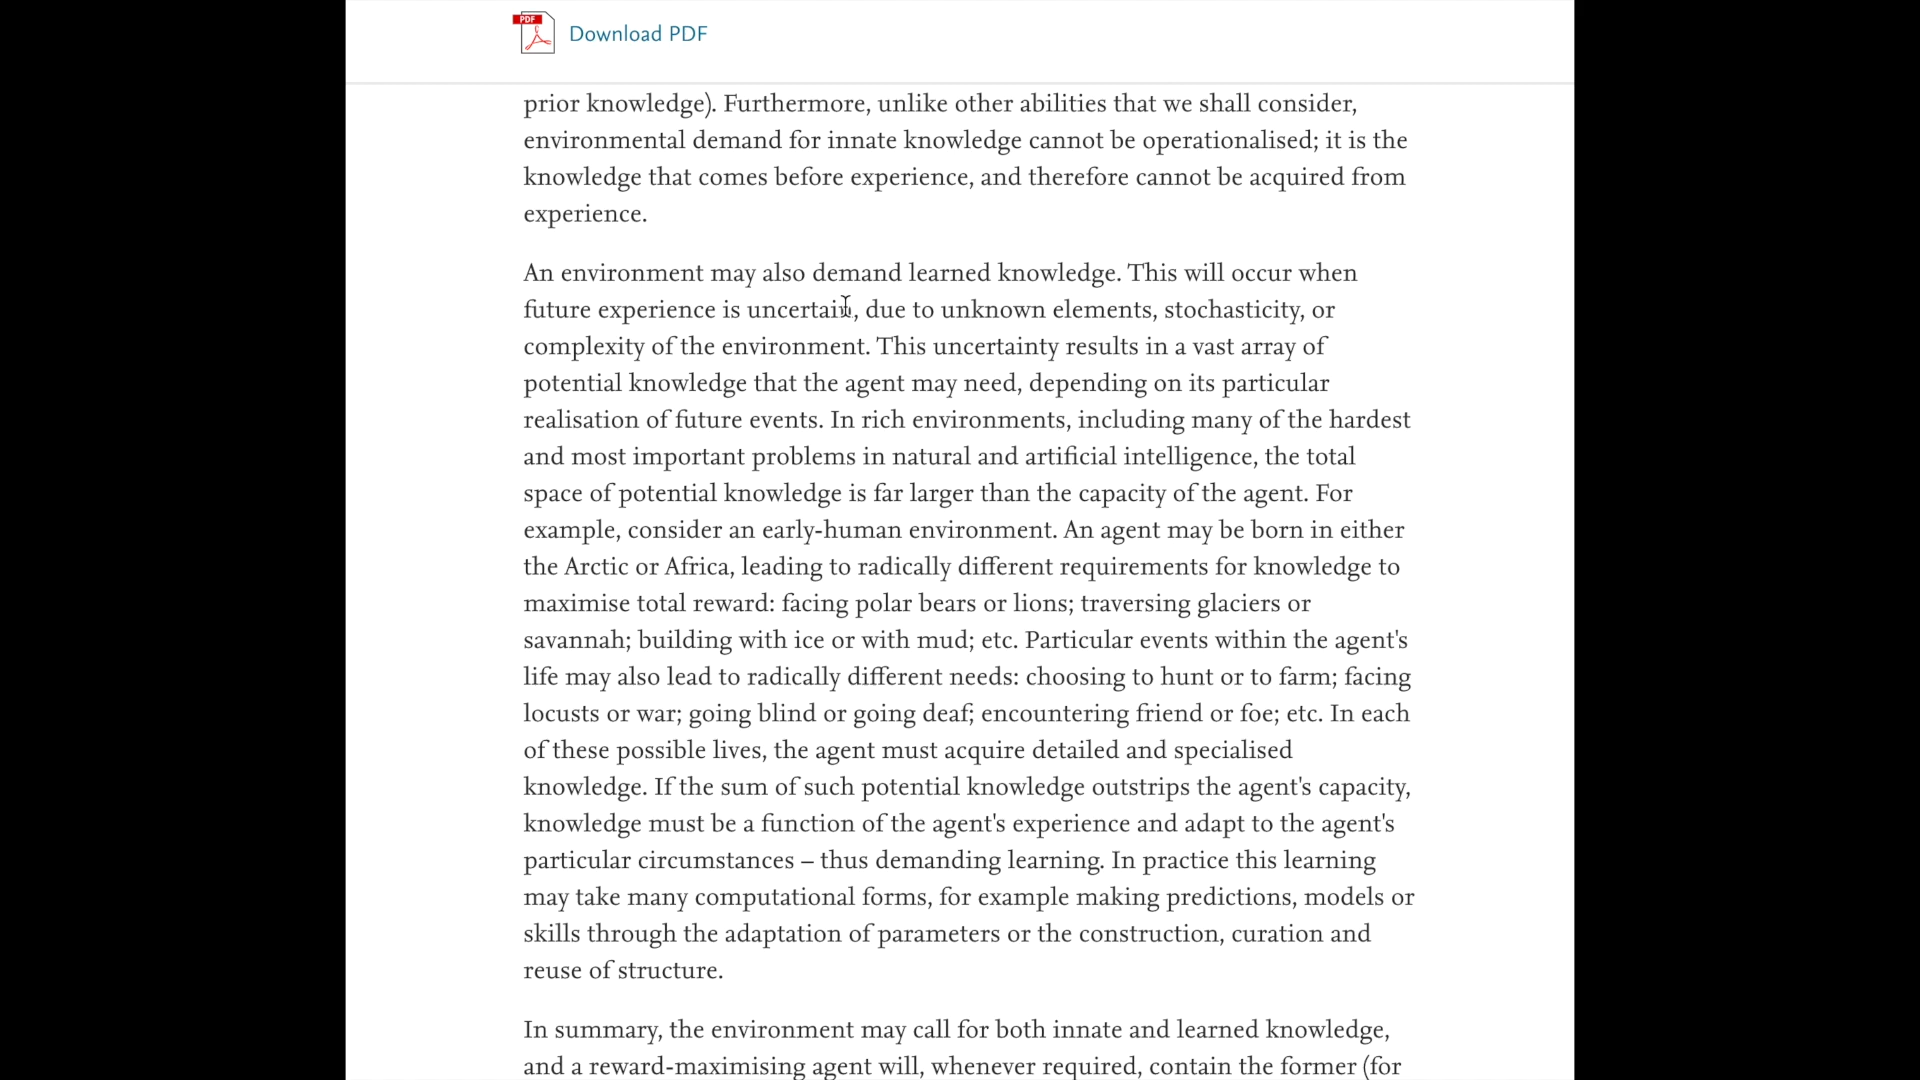 PDF
Download PDF
prior knowledge). Furthermore, unlike other abilities that we shall consider,
environmental demand for innate knowledge cannot be operationalised; it is the
knowledge that comes before experience, and therefore cannot be acquired from
experience.
An environment may also demand learned knowledge. This will occur when
future experience is uncertain, due to unknown elements, stochasticity, or
complexity of the environment. This uncertainty results in a vast array of
potential knowledge that the agent may need, depending on its particular
realisation of future events. In rich environments, including many of the hardest
and most important problems in natural and artificial intelligence, the total
space of potential knowledge is far larger than the capacity of the agent. For
example, consider an early-human environment. An agent may be born in either
the Arctic or Africa, leading to radically different requirements for knowledge to
maximise total reward: facing polar bears or lions; traversing glaciers or
savannah; building with ice or with mud; etc. Particular events within the agent's
life may also lead to radically different needs: choosing to hunt or to farm; facing
locusts or war; going blind or going deaf; encountering friend or foe; etc. In each
of these possible lives, the agent must acquire detailed and specialised
knowledge. If the sum of such potential knowledge outstrips the agent's capacity,
knowledge must be a function of the agent's experience and adapt to the agent's
particular circumstances – thus demanding learning. In practice this learning
may take many computational forms, for example making predictions, models or
skills through the adaptation of parameters or the construction, curation and
reuse of structure.
In summary, the environment may call for both innate and learned knowledge,
and a reward-maximising agent will, whenever required, contain the former (for